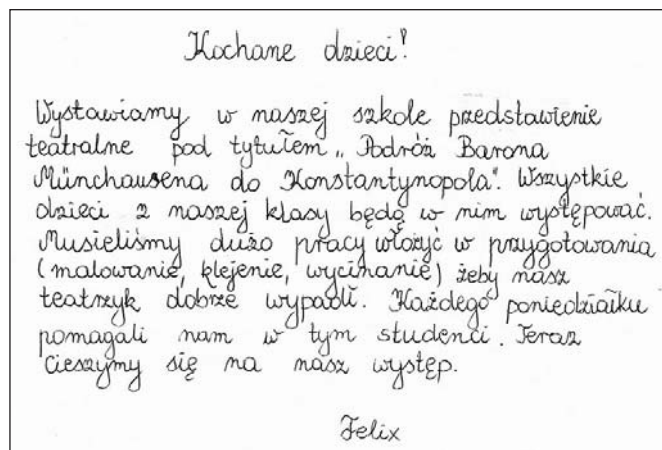 Kochane dzieci!
Wystawiamy w naszej szkole przedstawienie
teatralne pod tytułem „Podróż Barona
Münchausena do Konstantynopola". Wszystkie
dzieci z naszej klasy będą w nim występować.
Musieliśmy dużo pracy włożyć w przygotowania
(malowanie, klejenie, wycinanie) żeby nasz
teatrzyk dobrze wypadł. Każdego poniedziałku
pomagali nam w tym studenci. Teraz
cieszymy się na nasz występ.
Felix